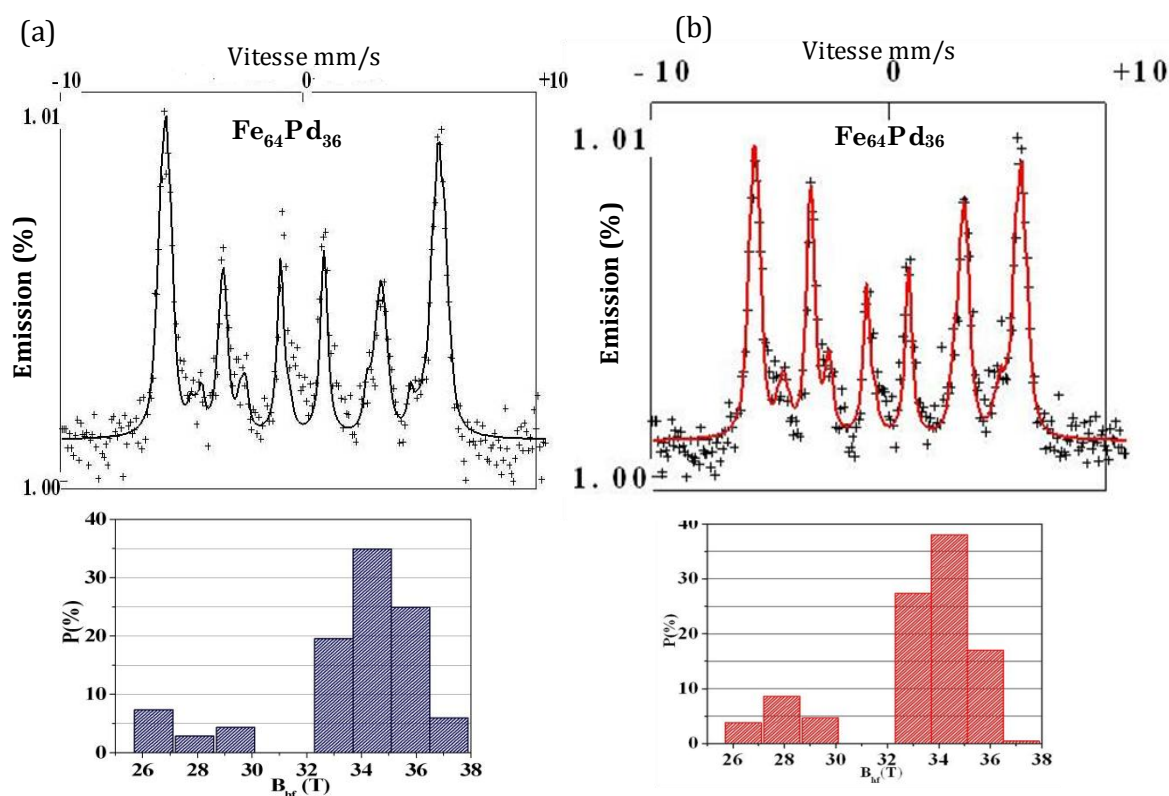 (a)
Vitesse mm/s
-10 0 +10
1.01
Fe64Pd36
Emission (%)
1.00
40
30
20
10
0
P(%)
26 28 30 32 34 36 38
Bhf (T)
(b)
Vitesse mm/s
-10 0 +10
1.01
Fe64Pd36
Emission (%)
1.00
40
30
20
10
0
P(%)
26 28 30 32 34 36 38
Bhf(T)